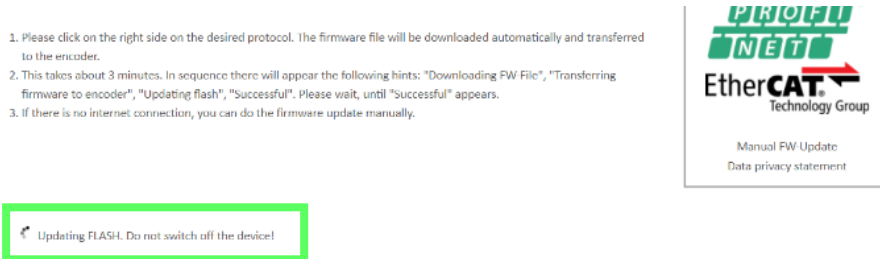 1. Please click on the right side on the desired protocol. The firmware file will be downloaded automatically and transferred
to the encoder.
2. This takes about 3 minutes. In sequence there will appear the following hints: "Downloading FW-File", "Transferring
firmware to encoder", "Updating flash", "Successful". Please wait, until "Successful" appears.
3. If there is no internet connection, you can do the firmware update manually.
PROFI
NET
EtherCAT.
Technology Group
Manual FW-Update
Data privacy statement
Updating FLASH. Do not switch off the device!